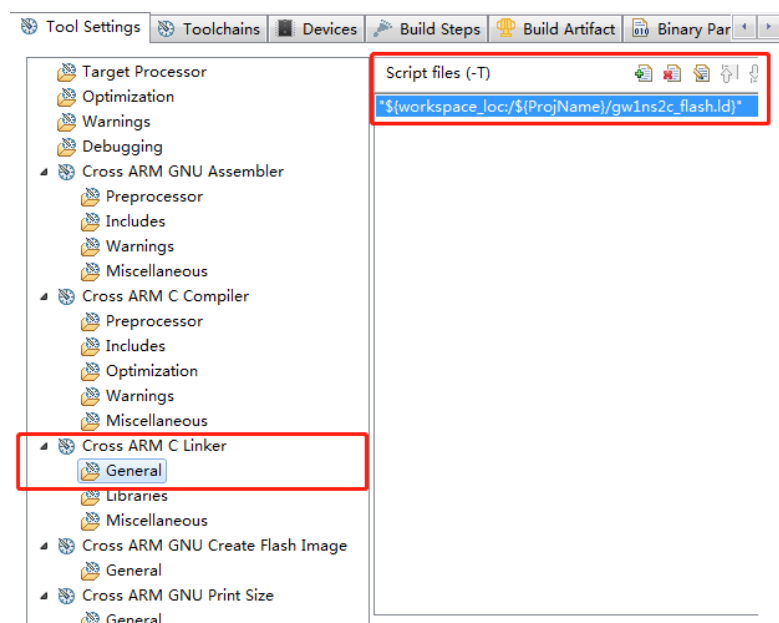 Tool Settings Toolchains Devices Build Steps Build Artifact Binary Par
Target Processor
Optimization
Warnings
Debugging
Cross ARM GNU Assembler
Preprocessor
Includes
Warnings
Miscellaneous
Cross ARM C Compiler
Preprocessor
Includes
Optimization
Warnings
Miscellaneous
Cross ARM C Linker
General
Libraries
Miscellaneous
Cross ARM GNU Create Flash Image
General
Cross ARM GNU Print Size
General
Script files (-T)
"${workspace_loc:/${ProjName}/gw1ns2c_flash.ld}"